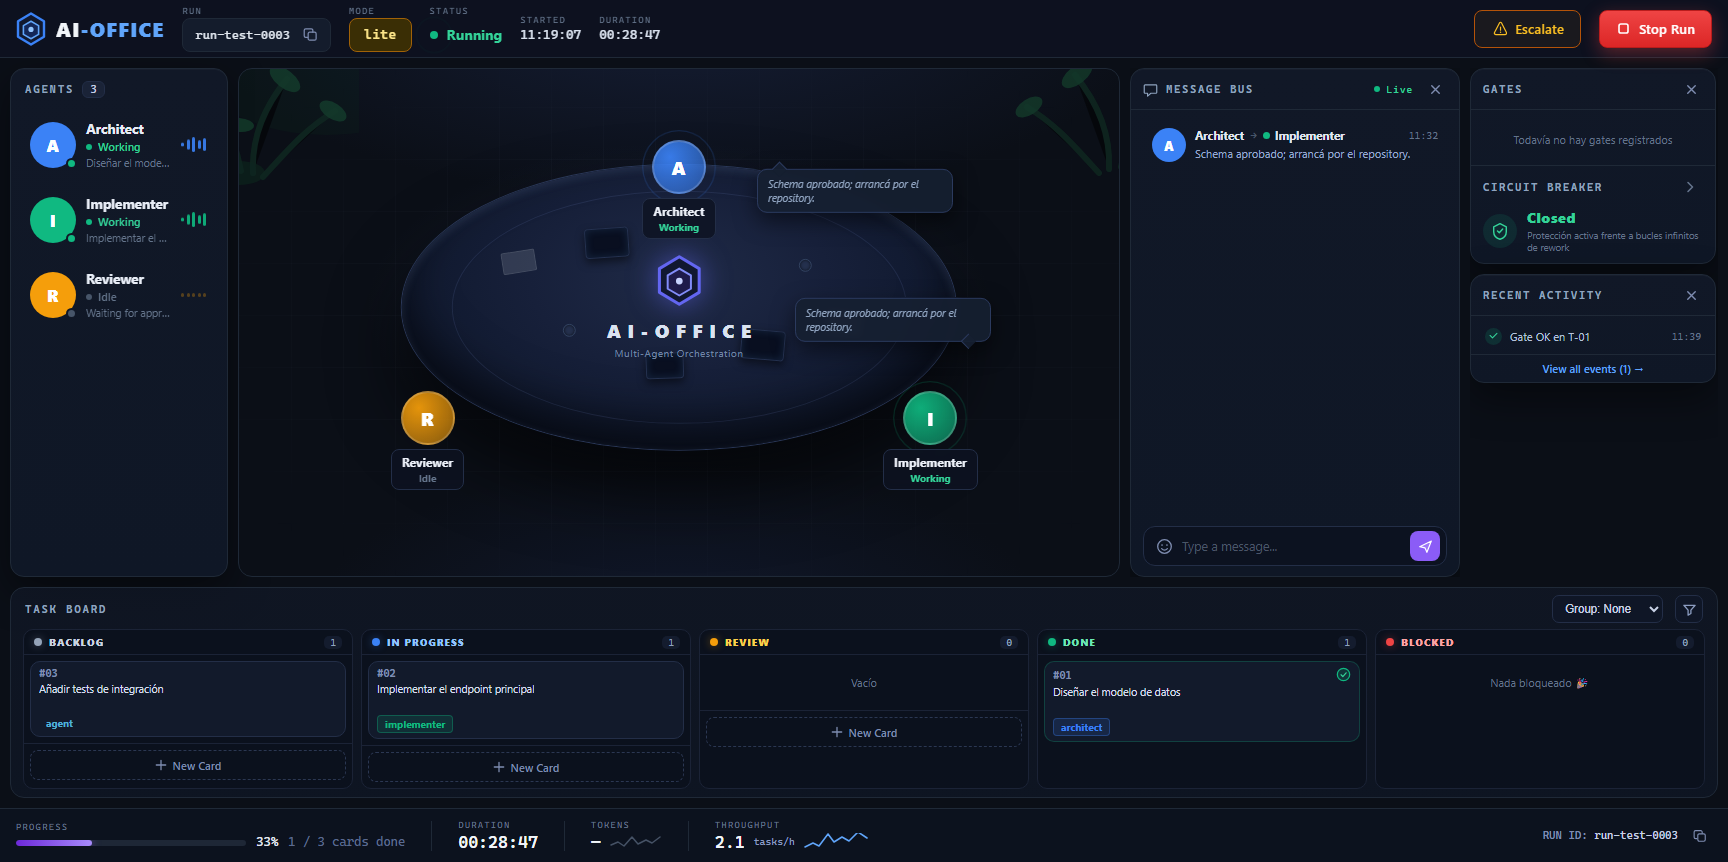 AI-OFFICE
RUN
run-test-0003
MODE
lite
STATUS
Running
STARTED
11:19:07
DURATION
00:28:47
Escalate
Stop Run
AGENTS 3
A
Architect
Working
Diseñar el mode...
I
Implementer
Working
Implementar el ...
R
Reviewer
Idle
Waiting for appr...
A
Architect
Working
Schema aprobado; arrancá por el
repository.
AI-OFFICE
Multi-Agent Orchestration
Schema aprobado; arrancá por el
repository.
R
Reviewer
Idle
I
Implementer
Working
MESSAGE BUS
Live
A
Architect → Implementer 11:32
Schema aprobado; arrancá por el repository.
Type a message...
GATES
Todavía no hay gates registrados
CIRCUIT BREAKER
Closed
Protección activa frente a bucles infinitos
de rework
RECENT ACTIVITY
Gate OK en T-01 11:39
View all events (1) →
TASK BOARD
Group: None
BACKLOG 1
#03
Añadir tests de integración
agent
+ New Card
IN PROGRESS 1
#02
Implementar el endpoint principal
implementer
+ New Card
REVIEW 0
Vacío
+ New Card
DONE 1
#01
Diseñar el modelo de datos
architect
BLOCKED 0
Nada bloqueado 🎉
PROGRESS
33% 1 / 3 cards done
DURATION
00:28:47
TOKENS
—
THROUGHPUT
2.1 tasks/h
RUN ID: run-test-0003